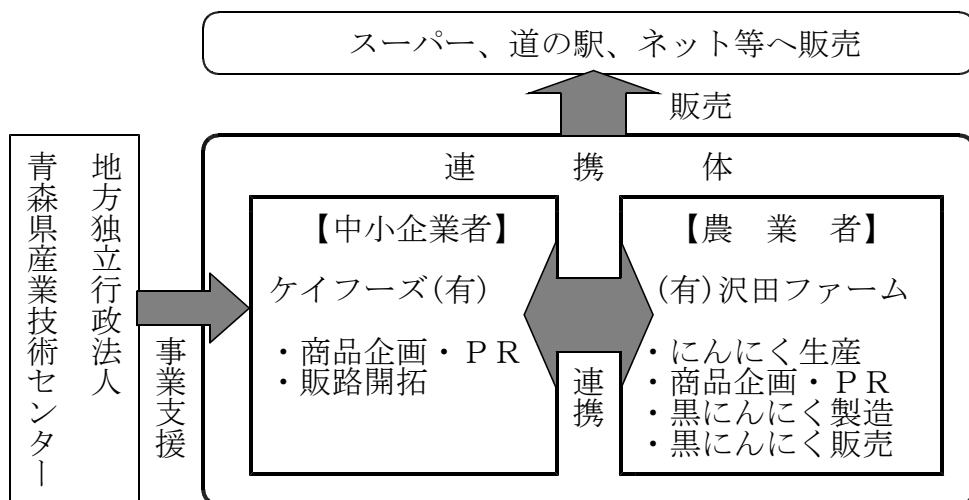 スーパー、道の駅、ネット等へ販売
販売
連携体
地方独立行政法人
青森県産業技術センター
事業支援
【中小企業者】
ケイフーズ(有)
・商品企画・ＰＲ
・販路開拓
連携
【農業者】
(有)沢田ファーム
・にんにく生産
・商品企画・ＰＲ
・黒にんにく製造
・黒にんにく販売